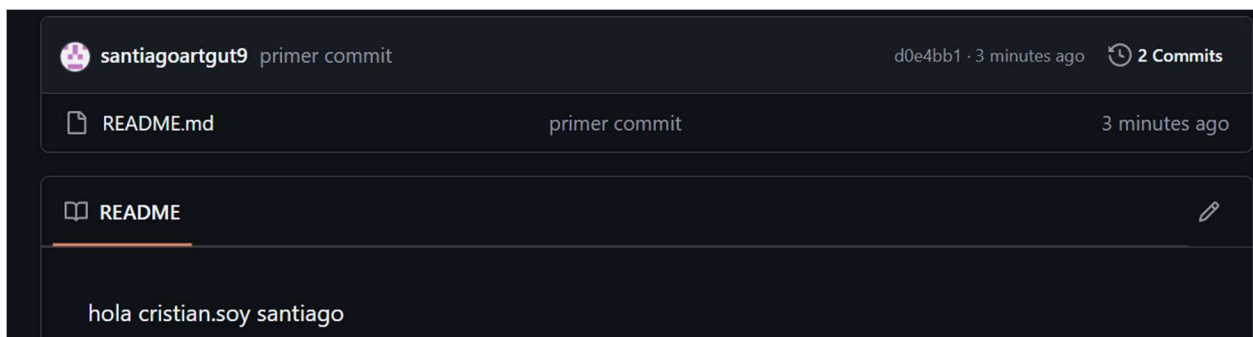 santiagoartgut9 primer commit d0e4bb1 · 3 minutes ago 2 Commits
README.md primer commit 3 minutes ago
README
hola cristian.soy santiago